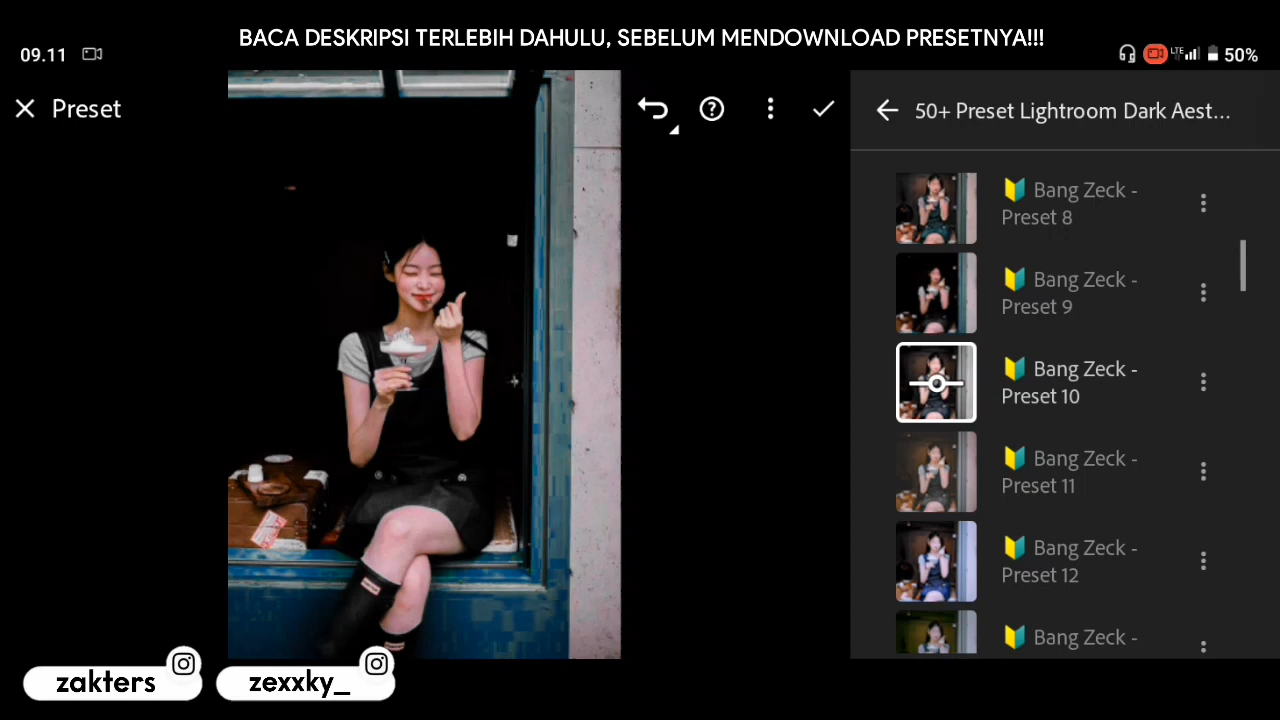 BACA DESKRIPSI TERLEBIH DAHULU, SEBELUM MENDOWNLOAD PRESETNYA!!!
09.11
LTE
50%
Preset
50+ Preset Lightroom Dark Aest...
🔰 Bang Zeck -
Preset 8
🔰 Bang Zeck -
Preset 9
🔰 Bang Zeck -
Preset 10
🔰 Bang Zeck -
Preset 11
🔰 Bang Zeck -
Preset 12
🔰 Bang Zeck -
zakters
zexxky_